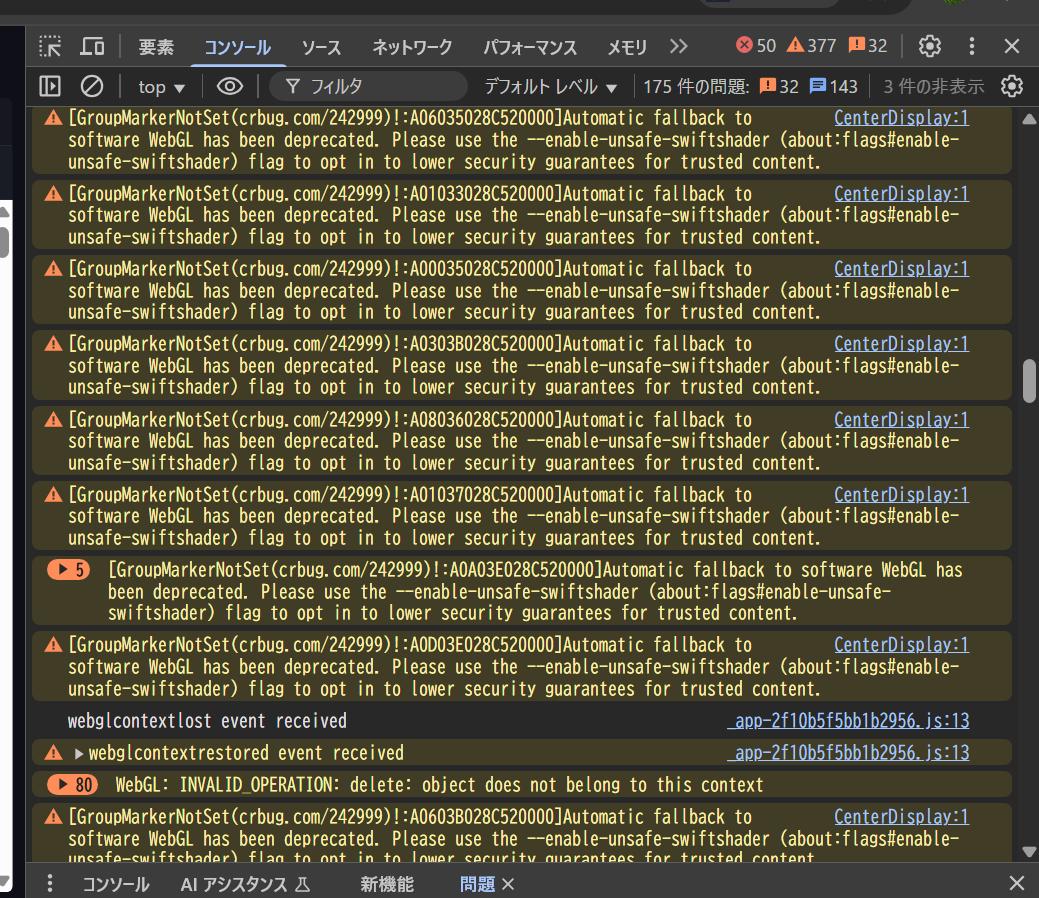 要素 コンソール ソース ネットワーク パフォーマンス メモリ 50 377 32
top フィルタ デフォルト レベル 175 件の問題: 32 143 3 件の非表示
[GroupMarkerNotSet(crbug.com/242999)!:A06035028C520000]Automatic fallback to CenterDisplay:1
software WebGL has been deprecated. Please use the --enable-unsafe-swiftshader (about:flags#enable-
unsafe-swiftshader) flag to opt in to lower security guarantees for trusted content.
[GroupMarkerNotSet(crbug.com/242999)!:A01033028C520000]Automatic fallback to CenterDisplay:1
software WebGL has been deprecated. Please use the --enable-unsafe-swiftshader (about:flags#enable-
unsafe-swiftshader) flag to opt in to lower security guarantees for trusted content.
[GroupMarkerNotSet(crbug.com/242999)!:A00035028C520000]Automatic fallback to CenterDisplay:1
software WebGL has been deprecated. Please use the --enable-unsafe-swiftshader (about:flags#enable-
unsafe-swiftshader) flag to opt in to lower security guarantees for trusted content.
[GroupMarkerNotSet(crbug.com/242999)!:A0303B028C520000]Automatic fallback to CenterDisplay:1
software WebGL has been deprecated. Please use the --enable-unsafe-swiftshader (about:flags#enable-
unsafe-swiftshader) flag to opt in to lower security guarantees for trusted content.
[GroupMarkerNotSet(crbug.com/242999)!:A08036028C520000]Automatic fallback to CenterDisplay:1
software WebGL has been deprecated. Please use the --enable-unsafe-swiftshader (about:flags#enable-
unsafe-swiftshader) flag to opt in to lower security guarantees for trusted content.
[GroupMarkerNotSet(crbug.com/242999)!:A01037028C520000]Automatic fallback to CenterDisplay:1
software WebGL has been deprecated. Please use the --enable-unsafe-swiftshader (about:flags#enable-
unsafe-swiftshader) flag to opt in to lower security guarantees for trusted content.
5 [GroupMarkerNotSet(crbug.com/242999)!:A0A03E028C520000]Automatic fallback to software WebGL has
been deprecated. Please use the --enable-unsafe-swiftshader (about:flags#enable-unsafe-
swiftshader) flag to opt in to lower security guarantees for trusted content.
[GroupMarkerNotSet(crbug.com/242999)!:A0D03E028C520000]Automatic fallback to CenterDisplay:1
software WebGL has been deprecated. Please use the --enable-unsafe-swiftshader (about:flags#enable-
unsafe-swiftshader) flag to opt in to lower security guarantees for trusted content.
webglcontextlost event received _app-2f10b5f5bb1b2956.js:13
webglcontextrestored event received _app-2f10b5f5bb1b2956.js:13
80 WebGL: INVALID_OPERATION: delete: object does not belong to this context
[GroupMarkerNotSet(crbug.com/242999)!:A0603B028C520000]Automatic fallback to CenterDisplay:1
software WebGL has been deprecated. Please use the --enable-unsafe-swiftshader (about:flags#enable-
unsafe-swiftshader) flag to opt in to lower security guarantees for trusted content.
コンソール AI アシスタンス 新機能 問題